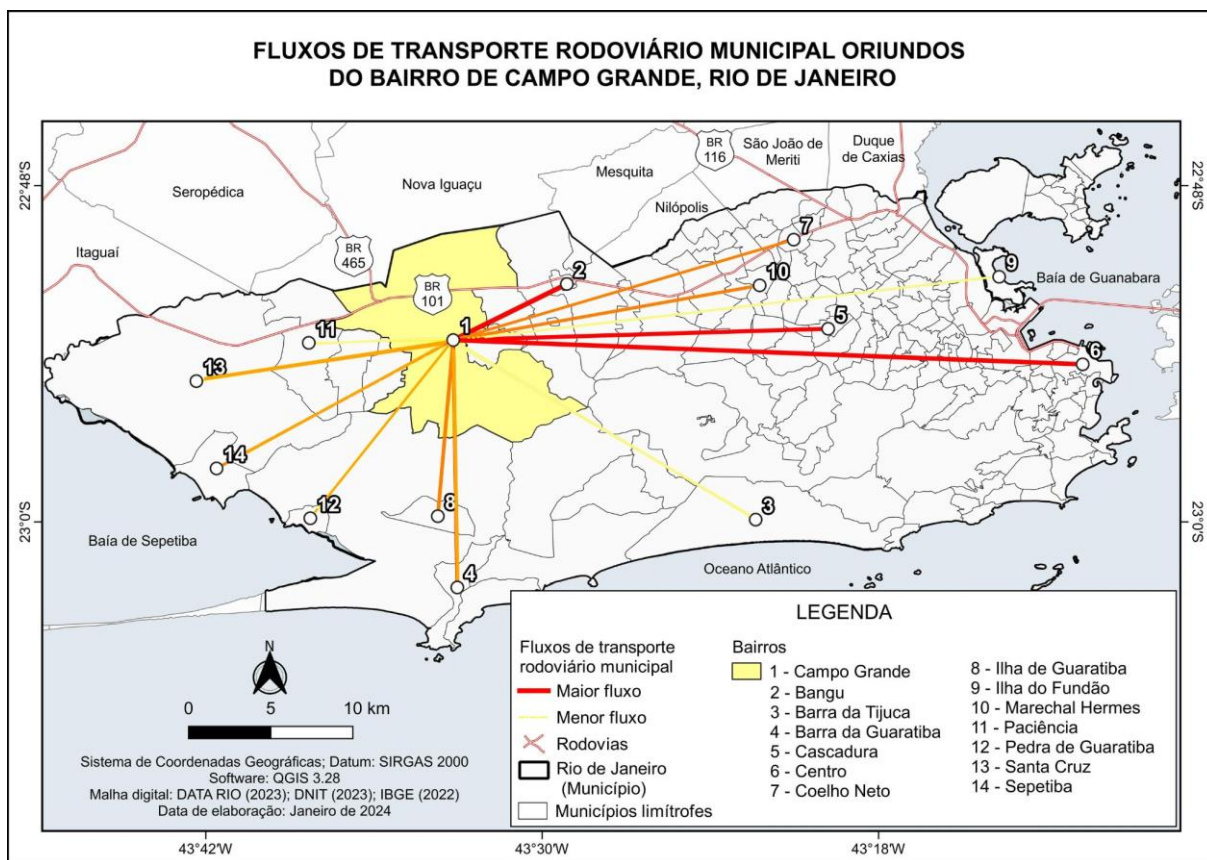 FLUXOS DE TRANSPORTE RODOVIÁRIO MUNICIPAL ORIUNDOS
DO BAIRRO DE CAMPO GRANDE, RIO DE JANEIRO
22°48'S
23°0'S
BR
116
São João de
Meriti
Duque
de Caxias
Seropédica
Nova Iguaçu
Mesquita
Nilópolis
22°48'S
23°0'S
Itaguaí
BR
465
BR
101
7
2
10
9
Baía de Guanabara
11
1
5
6
13
14
12
8
3
4
Baía de Sepetiba
Oceano Atlântico
N
0 5 10 km
Sistema de Coordenadas Geográficas; Datum: SIRGAS 2000
Software: QGIS 3.28
Malha digital: DATA RIO (2023); DNIT (2023); IBGE (2022)
Data de elaboração: Janeiro de 2024
LEGENDA
Fluxos de transporte
rodoviário municipal
Maior fluxo
Menor fluxo
Rodovias
Rio de Janeiro
(Município)
Municípios limítrofes
Bairros
1 - Campo Grande
2 - Bangu
3 - Barra da Tijuca
4 - Barra da Guaratiba
5 - Cascadura
6 - Centro
7 - Coelho Neto
8 - Ilha de Guaratiba
9 - Ilha do Fundão
10 - Marechal Hermes
11 - Paciência
12 - Pedra de Guaratiba
13 - Santa Cruz
14 - Sepetiba
43°42'W
43°30'W
43°18'W